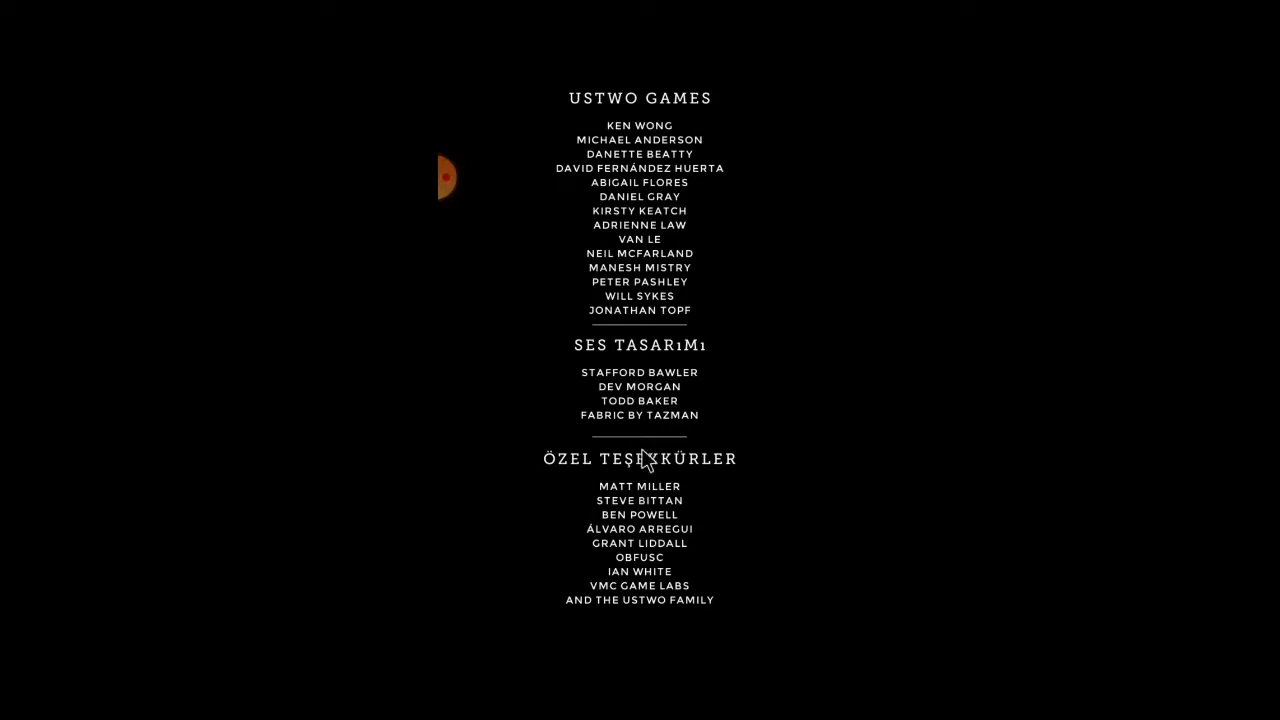 USTWO GAMES
KEN WONG
MICHAEL ANDERSON
DANETTE BEATTY
DAVID FERNÁNDEZ HUERTA
ABIGAIL FLORES
DANIEL GRAY
KIRSTY KEATCH
ADRIENNE LAW
VAN LE
NEIL MCFARLAND
MANESH MISTRY
PETER PASHLEY
WILL SYKES
JONATHAN TOPF
SES TASARıMı
STAFFORD BAWLER
DEV MORGAN
TODD BAKER
FABRIC BY TAZMAN
ÖZEL TEŞEKKÜRLER
MATT MILLER
STEVE BITTAN
BEN POWELL
ÁLVARO ARREGUI
GRANT LIDDALL
OBFUSC
IAN WHITE
VMC GAME LABS
AND THE USTWO FAMILY